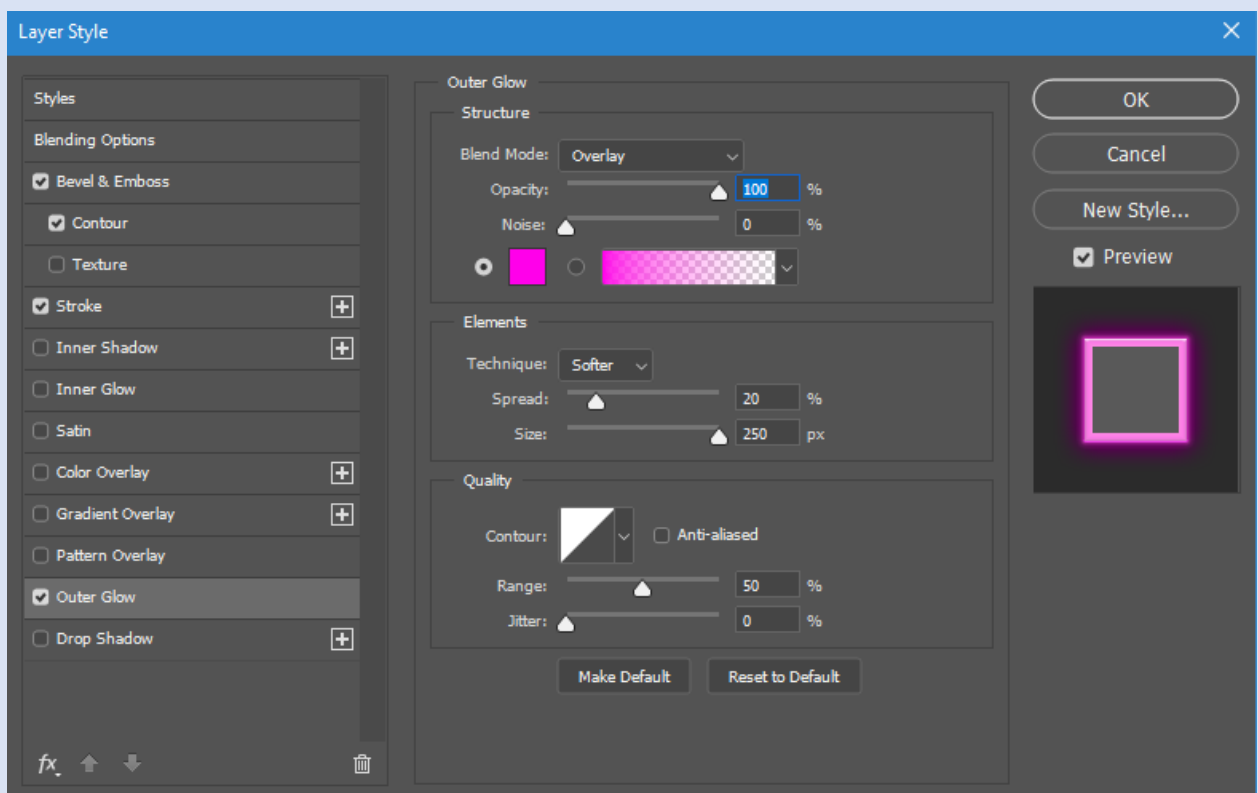 Layer Style
Styles
Blending Options
Bevel & Emboss
Contour
Texture
Stroke
Inner Shadow
Inner Glow
Satin
Color Overlay
Gradient Overlay
Pattern Overlay
Outer Glow
Drop Shadow
fx
Outer Glow
Structure
Blend Mode: Overlay
Opacity: 100 %
Noise: 0 %
Elements
Technique: Softer
Spread: 20 %
Size: 250 px
Quality
Contour: Anti-aliased
Range: 50 %
Jitter: 0 %
Make Default Reset to Default
OK
Cancel
New Style...
Preview